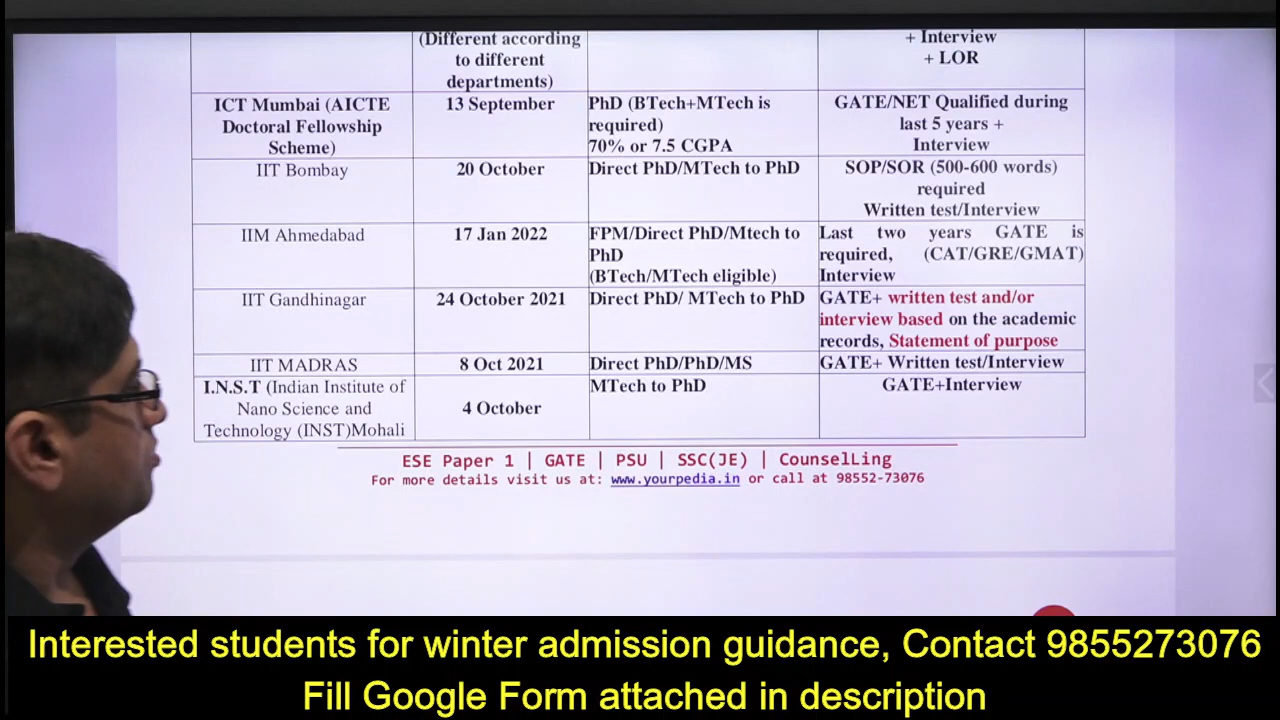 (Different according
to different
departments)
+ Interview
+ LOR
ICT Mumbai (AICTE
Doctoral Fellowship
Scheme)
13 September
PhD (BTech+MTech is
required)
70% or 7.5 CGPA
GATE/NET Qualified during
last 5 years +
Interview
IIT Bombay
20 October
Direct PhD/MTech to PhD
SOP/SOR (500-600 words)
required
Written test/Interview
IIM Ahmedabad
17 Jan 2022
FPM/Direct PhD/Mtech to
PhD
(BTech/MTech eligible)
Last two years GATE is
required, (CAT/GRE/GMAT)
Interview
IIT Gandhinagar
24 October 2021
Direct PhD/ MTech to PhD
GATE+ written test and/or
interview based on the academic
records, Statement of purpose
IIT MADRAS
8 Oct 2021
Direct PhD/PhD/MS
GATE+ Written test/Interview
I.N.S.T (Indian Institute of
Nano Science and
Technology (INST)Mohali
4 October
MTech to PhD
GATE+Interview
ESE Paper 1 | GATE | PSU | SSC(JE) | CounselLing
For more details visit us at: www.yourpedia.in or call at 98552-73076
Interested students for winter admission guidance, Contact 9855273076
Fill Google Form attached in description